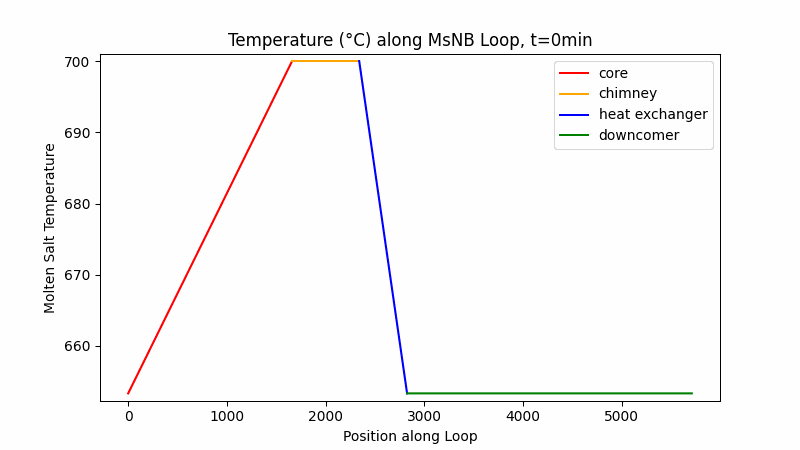 Temperature (°C) along MsNB Loop, t=0min
Molten Salt Temperature
700
690
680
670
660
core
chimney
heat exchanger
downcomer
0 1000 2000 3000 4000 5000
Position along Loop